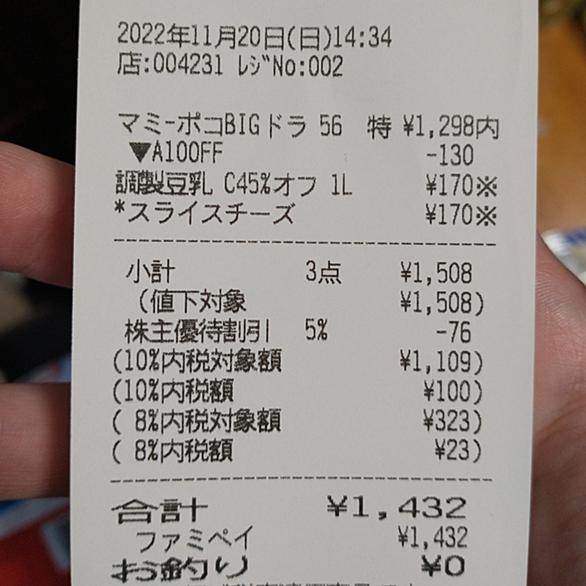 2022年11月20日(日)14:34
店:004231 ﾚｼﾞNo:002
マミーポコBIGドラ 56 特 ¥1,298内
▼A10OFF -130
調製豆乳 C45%オフ 1L ¥170※
*スライスチーズ ¥170※
小計 3点 ¥1,508
(値下対象 ¥1,508)
株主優待割引 5% -76
(10%内税対象額 ¥1,109)
(10%内税額 ¥100)
( 8%内税対象額 ¥323)
( 8%内税額 ¥23)
合計 ¥1,432
ファミペイ ¥1,432
お釣り ¥0